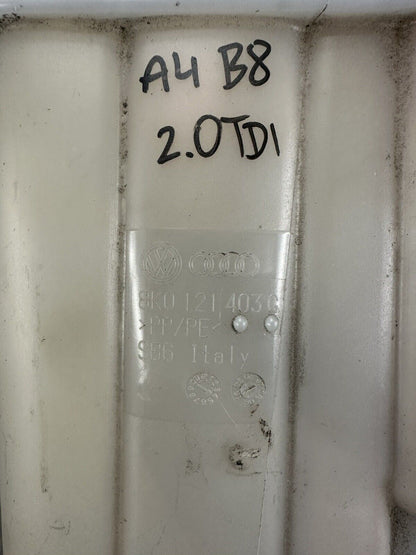 A4 B8
2.0TDI
8K0 121 403
>PP/PE<
Italy